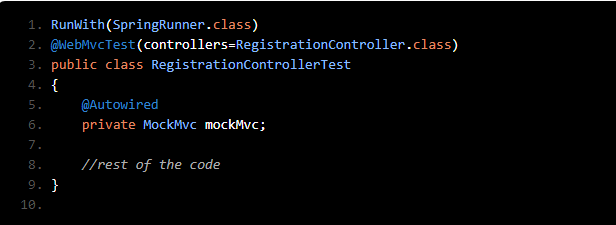 1. RunWith(SpringRunner.class)
2. @WebMvcTest(controllers=RegistrationController.class)
3. public class RegistrationControllerTest
4. {
5.     @Autowired
6.     private MockMvc mockMvc;
7.
8.     //rest of the code
9. }
10.